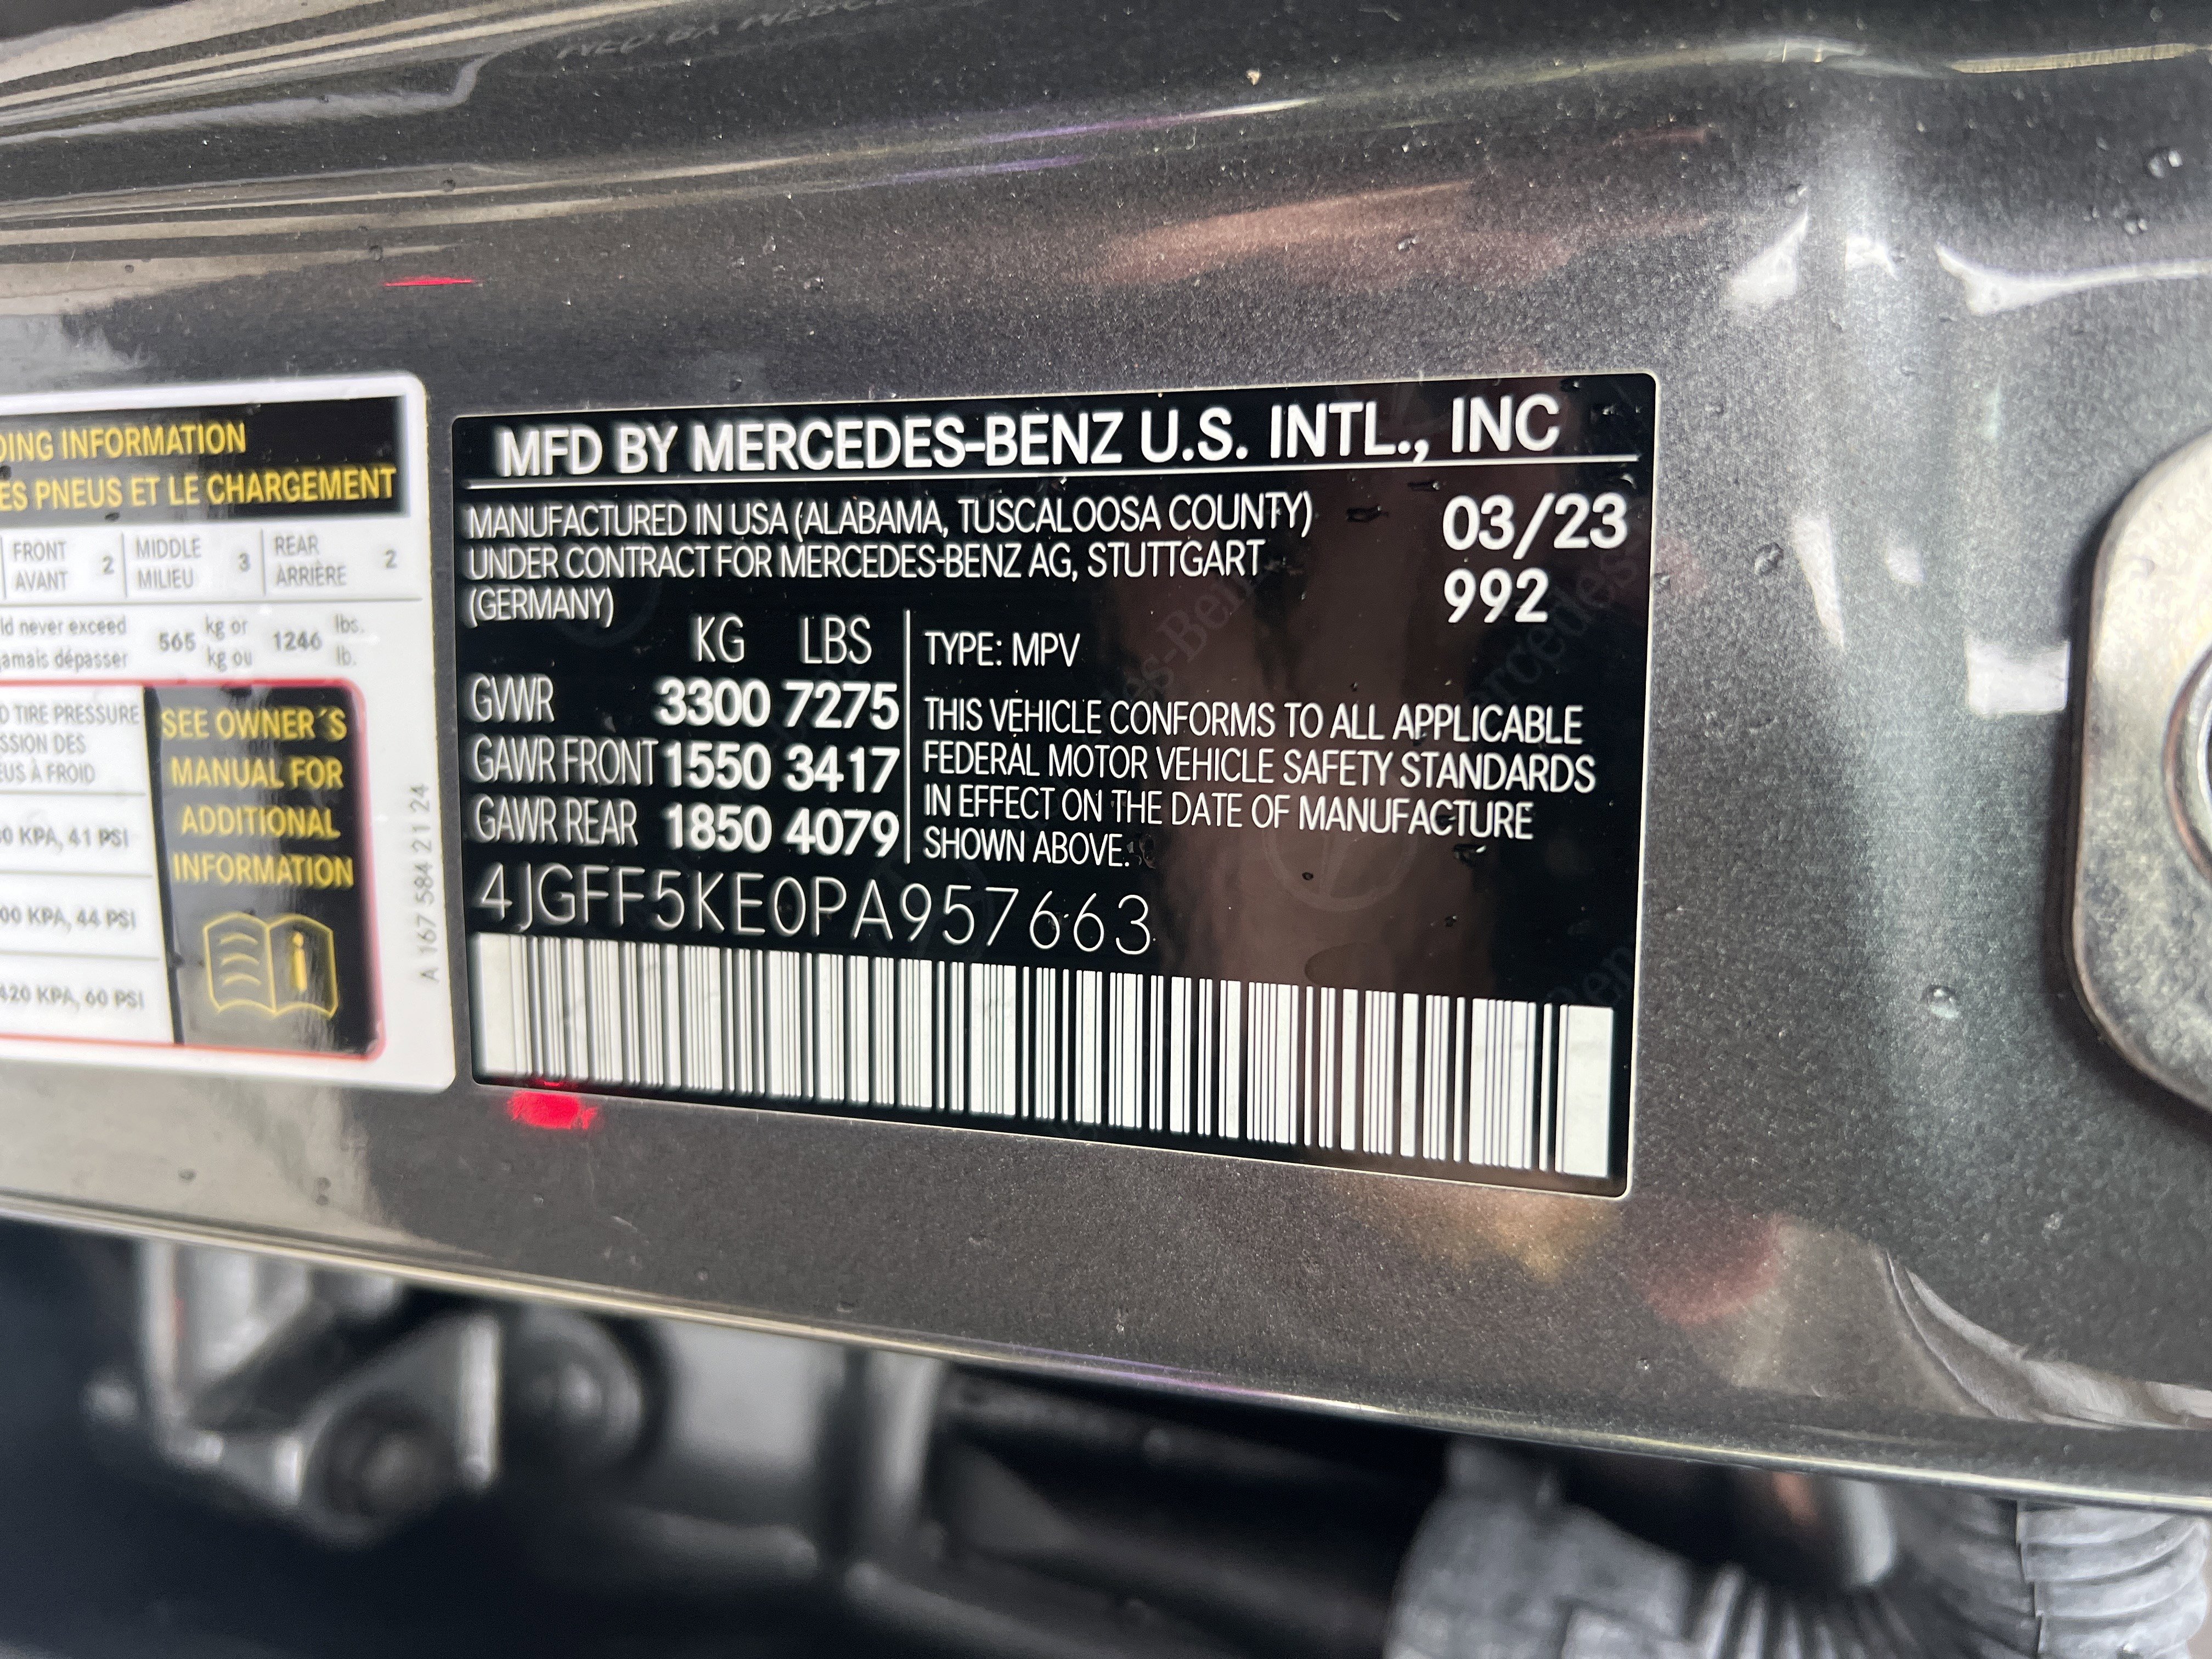 DING INFORMATION
ES PNEUS ET LE CHARGEMENT
FRONT 2 MIDDLE 3 REAR 2
AVANT MILIEU ARRIÈRE
ld never exceed 565 kg or 1246 lbs.
jamais dépasser kg ou lb.
D TIRE PRESSURE
SSION DES
EUS À FROID
0 KPA, 41 PSI
00 KPA, 44 PSI
420 KPA, 60 PSI
SEE OWNER´S
MANUAL FOR
ADDITIONAL
INFORMATION
A 167 584 21 24
MFD BY MERCEDES-BENZ U.S. INTL., INC
MANUFACTURED IN USA (ALABAMA, TUSCALOOSA COUNTY)
UNDER CONTRACT FOR MERCEDES-BENZ AG, STUTTGART
(GERMANY)
03/23
992
KG LBS
GVWR 3300 7275
GAWR FRONT 1550 3417
GAWR REAR 1850 4079
TYPE: MPV
THIS VEHICLE CONFORMS TO ALL APPLICABLE
FEDERAL MOTOR VEHICLE SAFETY STANDARDS
IN EFFECT ON THE DATE OF MANUFACTURE
SHOWN ABOVE.
4JGFF5KE0PA957663